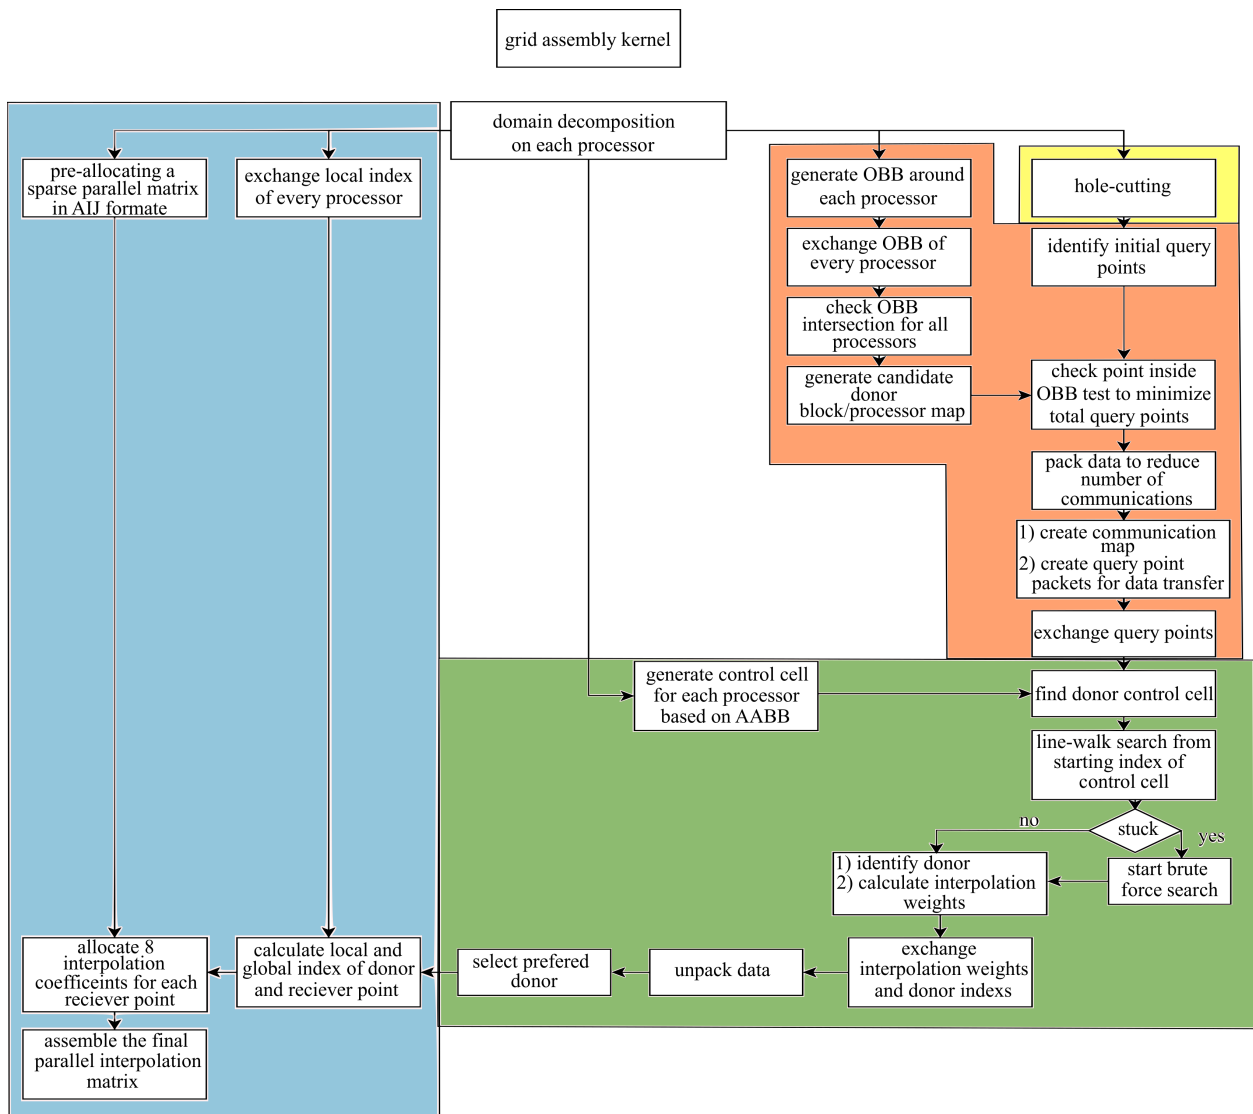 grid assembly kernel
domain decomposition
on each processor
pre-allocating a
sparse parallel matrix
in AIJ formate
exchange local index
of every processor
generate OBB around
each processor
hole-cutting
exchange OBB of
every processor
identify initial query
points
check OBB
intersection for all
processors
generate candidate
donor
block/processor map
check point inside
OBB test to minimize
total query points
pack data to reduce
number of
communications
1) create communication
map
2) create query point
packets for data transfer
exchange query points
generate control cell
for each processor
based on AABB
find donor control cell
line-walk search from
starting index of
control cell
stuck
no
yes
1) identify donor
2) calculate interpolation
weights
start brute
force search
exchange
interpolation weights
and donor indexs
unpack data
select prefered
donor
calculate local and
global index of donor
and reciever point
allocate 8
interpolation
coeffceints for each
reciever point
assemble the final
parallel interpolation
matrix